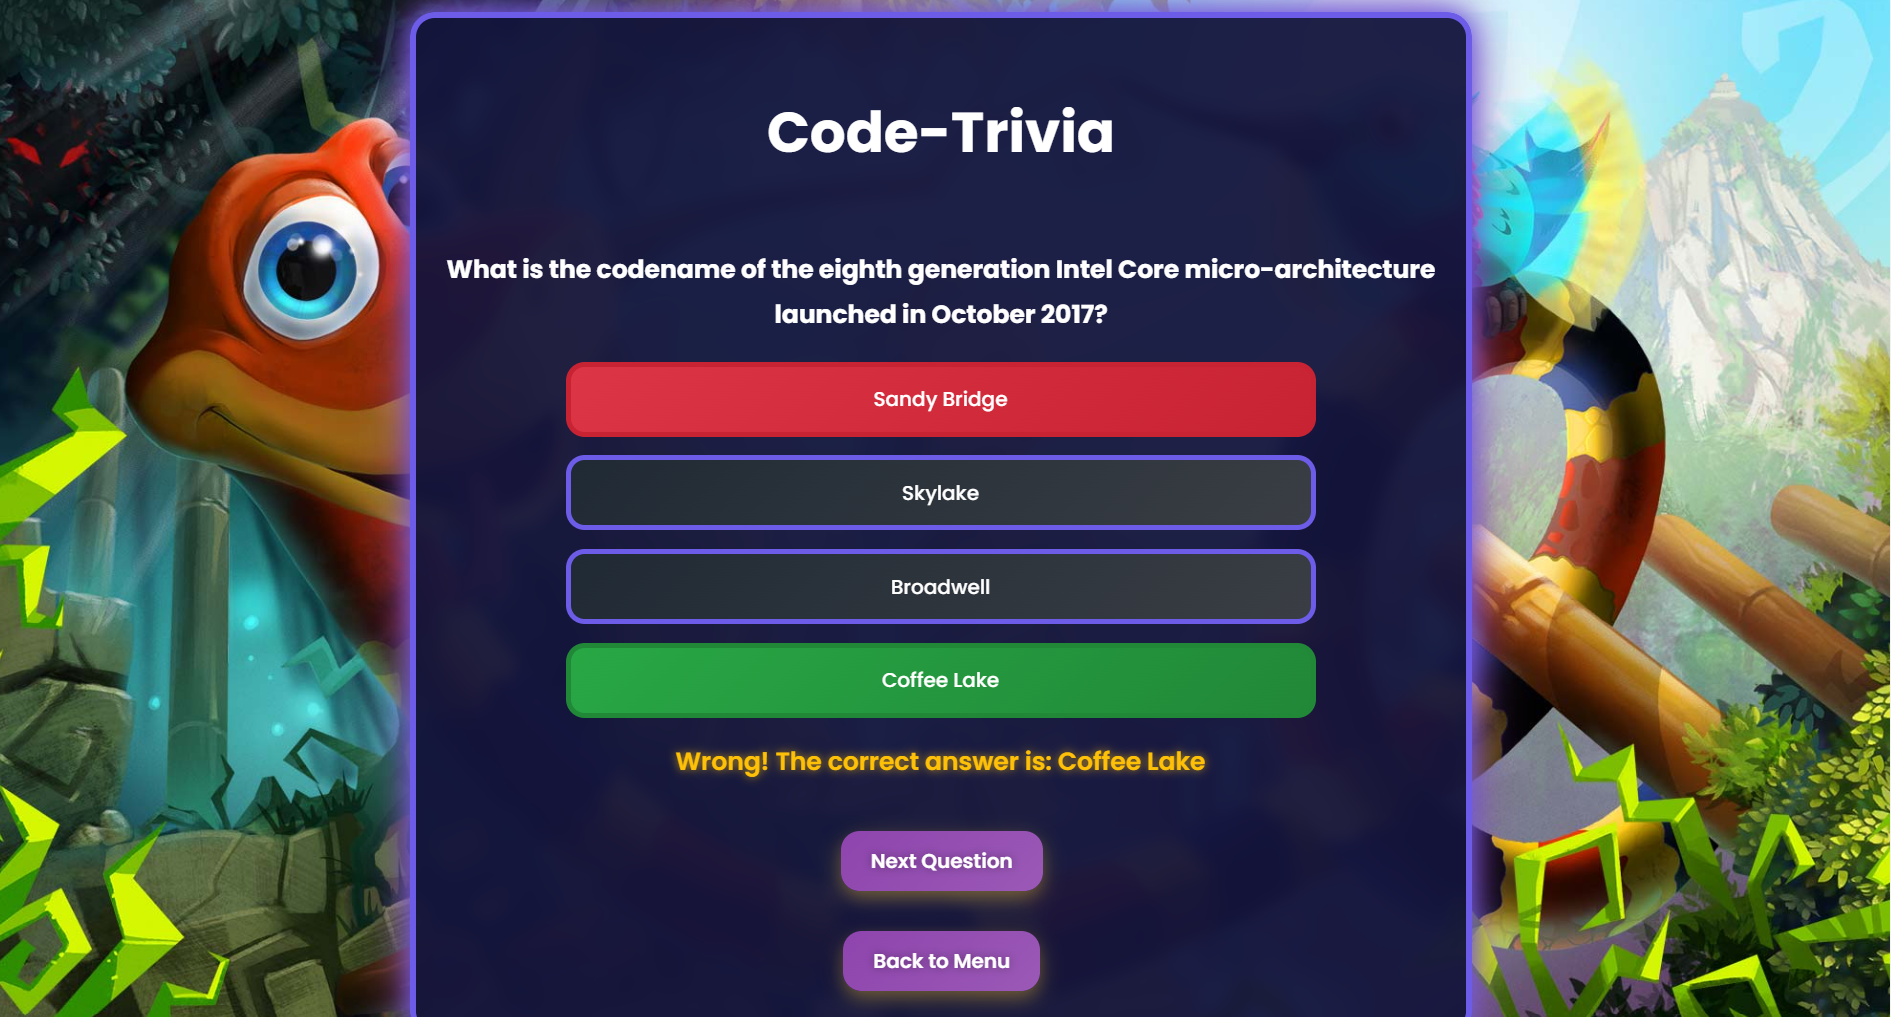 Code-Trivia
What is the codename of the eighth generation Intel Core micro-architecture
launched in October 2017?
Sandy Bridge
Skylake
Broadwell
Coffee Lake
Wrong! The correct answer is: Coffee Lake
Next Question
Back to Menu